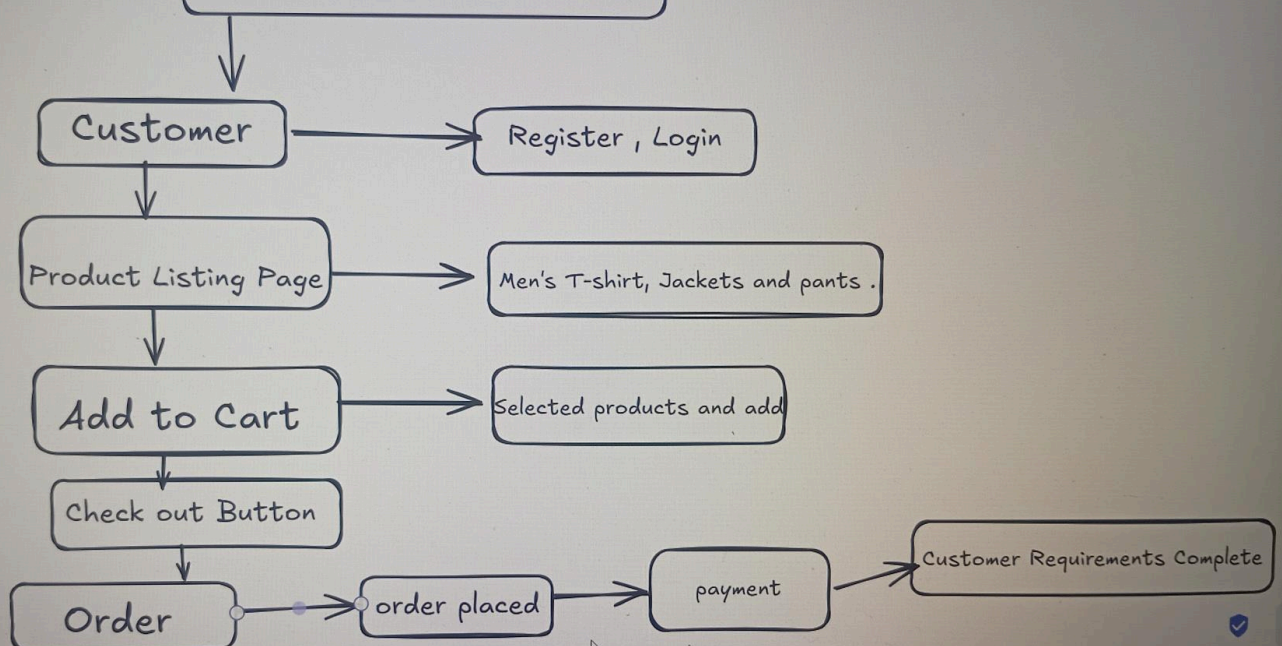 Customer
Register , Login
Product Listing Page
Men's T-shirt, Jackets and pants .
Add to Cart
Selected products and add
Check out Button
Order
order placed
payment
Customer Requirements Complete